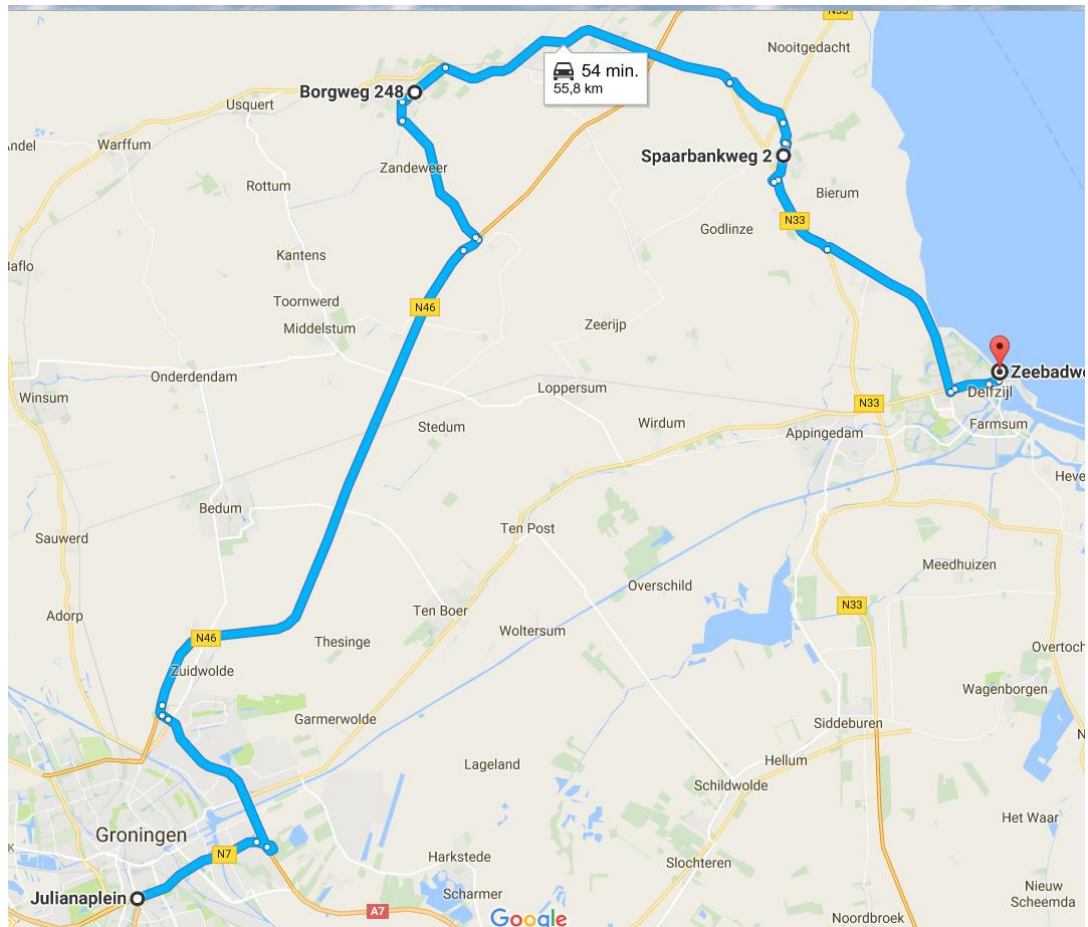 N33
Nooitgedacht
54 min.
55,8 km
Borgweg 248
Usquert
Andel
Warffum
Spaarbankweg 2
Zandeweer
Rottum
Bierum
N33
Godlinze
Kantens
Baflo
Toornwerd
N46
Middelstum
Zeerijp
Onderdendam
Zeebadwe
Loppersum
Delfzijl
Winsum
N33
Stedum
Wirdum
Appingedam
Farmsum
Heve
Bedum
Ten Post
Sauwerd
Meedhuizen
Overschild
Adorp
Ten Boer
N33
Woltersum
N46
Thesinge
Overtoch
Zuidwolde
Wagenborgen
Garmerwolde
Siddeburen
N
Lageland
Hellum
Schildwolde
Groningen
Het Waar
K
N7
Harkstede
Slochteren
Julianaplein
Scharmer
Nieuw
Scheemda
A7
Google
Noordbroek